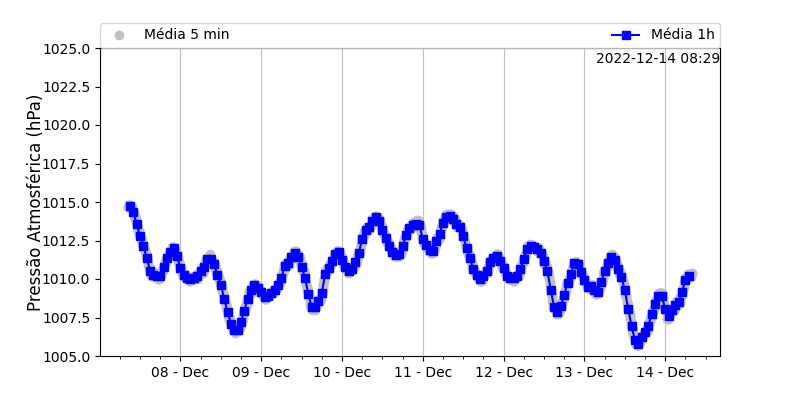 Média 5 min
Média 1h
2022-12-14 08:29
Pressão Atmosférica (hPa)
1025.0
1022.5
1020.0
1017.5
1015.0
1012.5
1010.0
1007.5
1005.0
08 - Dec
09 - Dec
10 - Dec
11 - Dec
12 - Dec
13 - Dec
14 - Dec